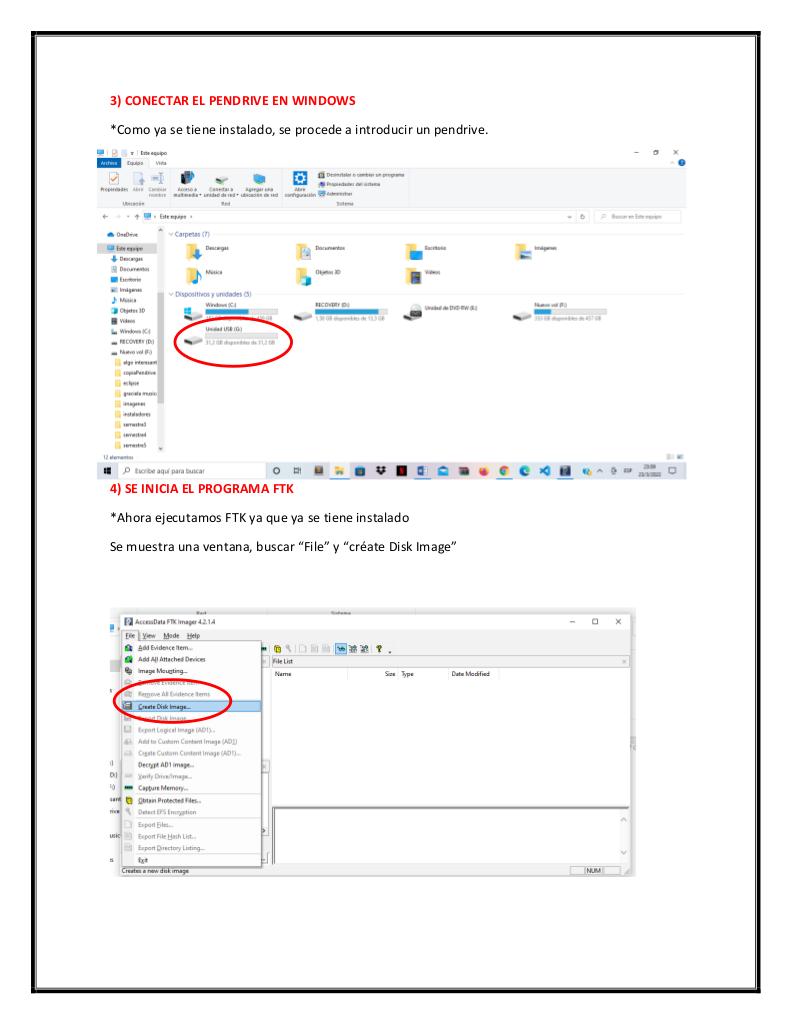 3) CONECTAR EL PENDRIVE EN WINDOWS
*Como ya se tiene instalado, se procede a introducir un pendrive.
Este equipo
Archivo Equipo Vista
Propiedades Abrir Cambiar nombre
Acceso a multimedia Conectar a unidad de red Agregar una ubicación de red
Abrir configuración
Desinstalar o cambiar un programa
Propiedades del sistema
Administrar
Ubicación Red Sistema
Este equipo
Buscar en Este equipo
OneDrive
Este equipo
Descargas
Documentos
Escritorio
Imágenes
Música
Objetos 3D
Vídeos
Windows (C:)
RECOVERY (D:)
Nuevo vol (F:)
algo interesant
copiaPendrive
eclipse
graciela musico
imagenes
instaladores
semestre3
semestre4
semestre5
Carpetas (7)
Descargas Documentos Escritorio Imágenes
Música Objetos 3D Vídeos
Dispositivos y unidades (5)
Windows (C:) RECOVERY (D:) Unidad de DVD RW (E:) Nuevo vol (F:)
1,38 GB disponibles de 13,3 GB
333 GB disponibles de 457 GB
Unidad USB (G:)
31,2 GB disponibles de 31,2 GB
12 elementos
Escribe aquí para buscar
ESP
23:09
23/3/2022
4) SE INICIA EL PROGRAMA FTK
*Ahora ejecutamos FTK ya que ya se tiene instalado
Se muestra una ventana, buscar “File” y “créate Disk Image”
Red Sistema
AccessData FTK Imager 4.2.1.4
File View Mode Help
Add Evidence Item...
Add All Attached Devices
Image Mounting...
Remove Evidence Item
Remove All Evidence Items
Create Disk Image...
Export Disk Image...
Export Logical Image (AD1)...
Add to Custom Content Image (AD1)
Create Custom Content Image (AD1)...
Decrypt AD1 image...
Verify Drive/Image...
Capture Memory...
Obtain Protected Files...
Detect EFS Encryption
Export Files...
Export File Hash List...
Export Directory Listing...
Exit
File List
Name Size Type Date Modified
Creates a new disk image
NUM